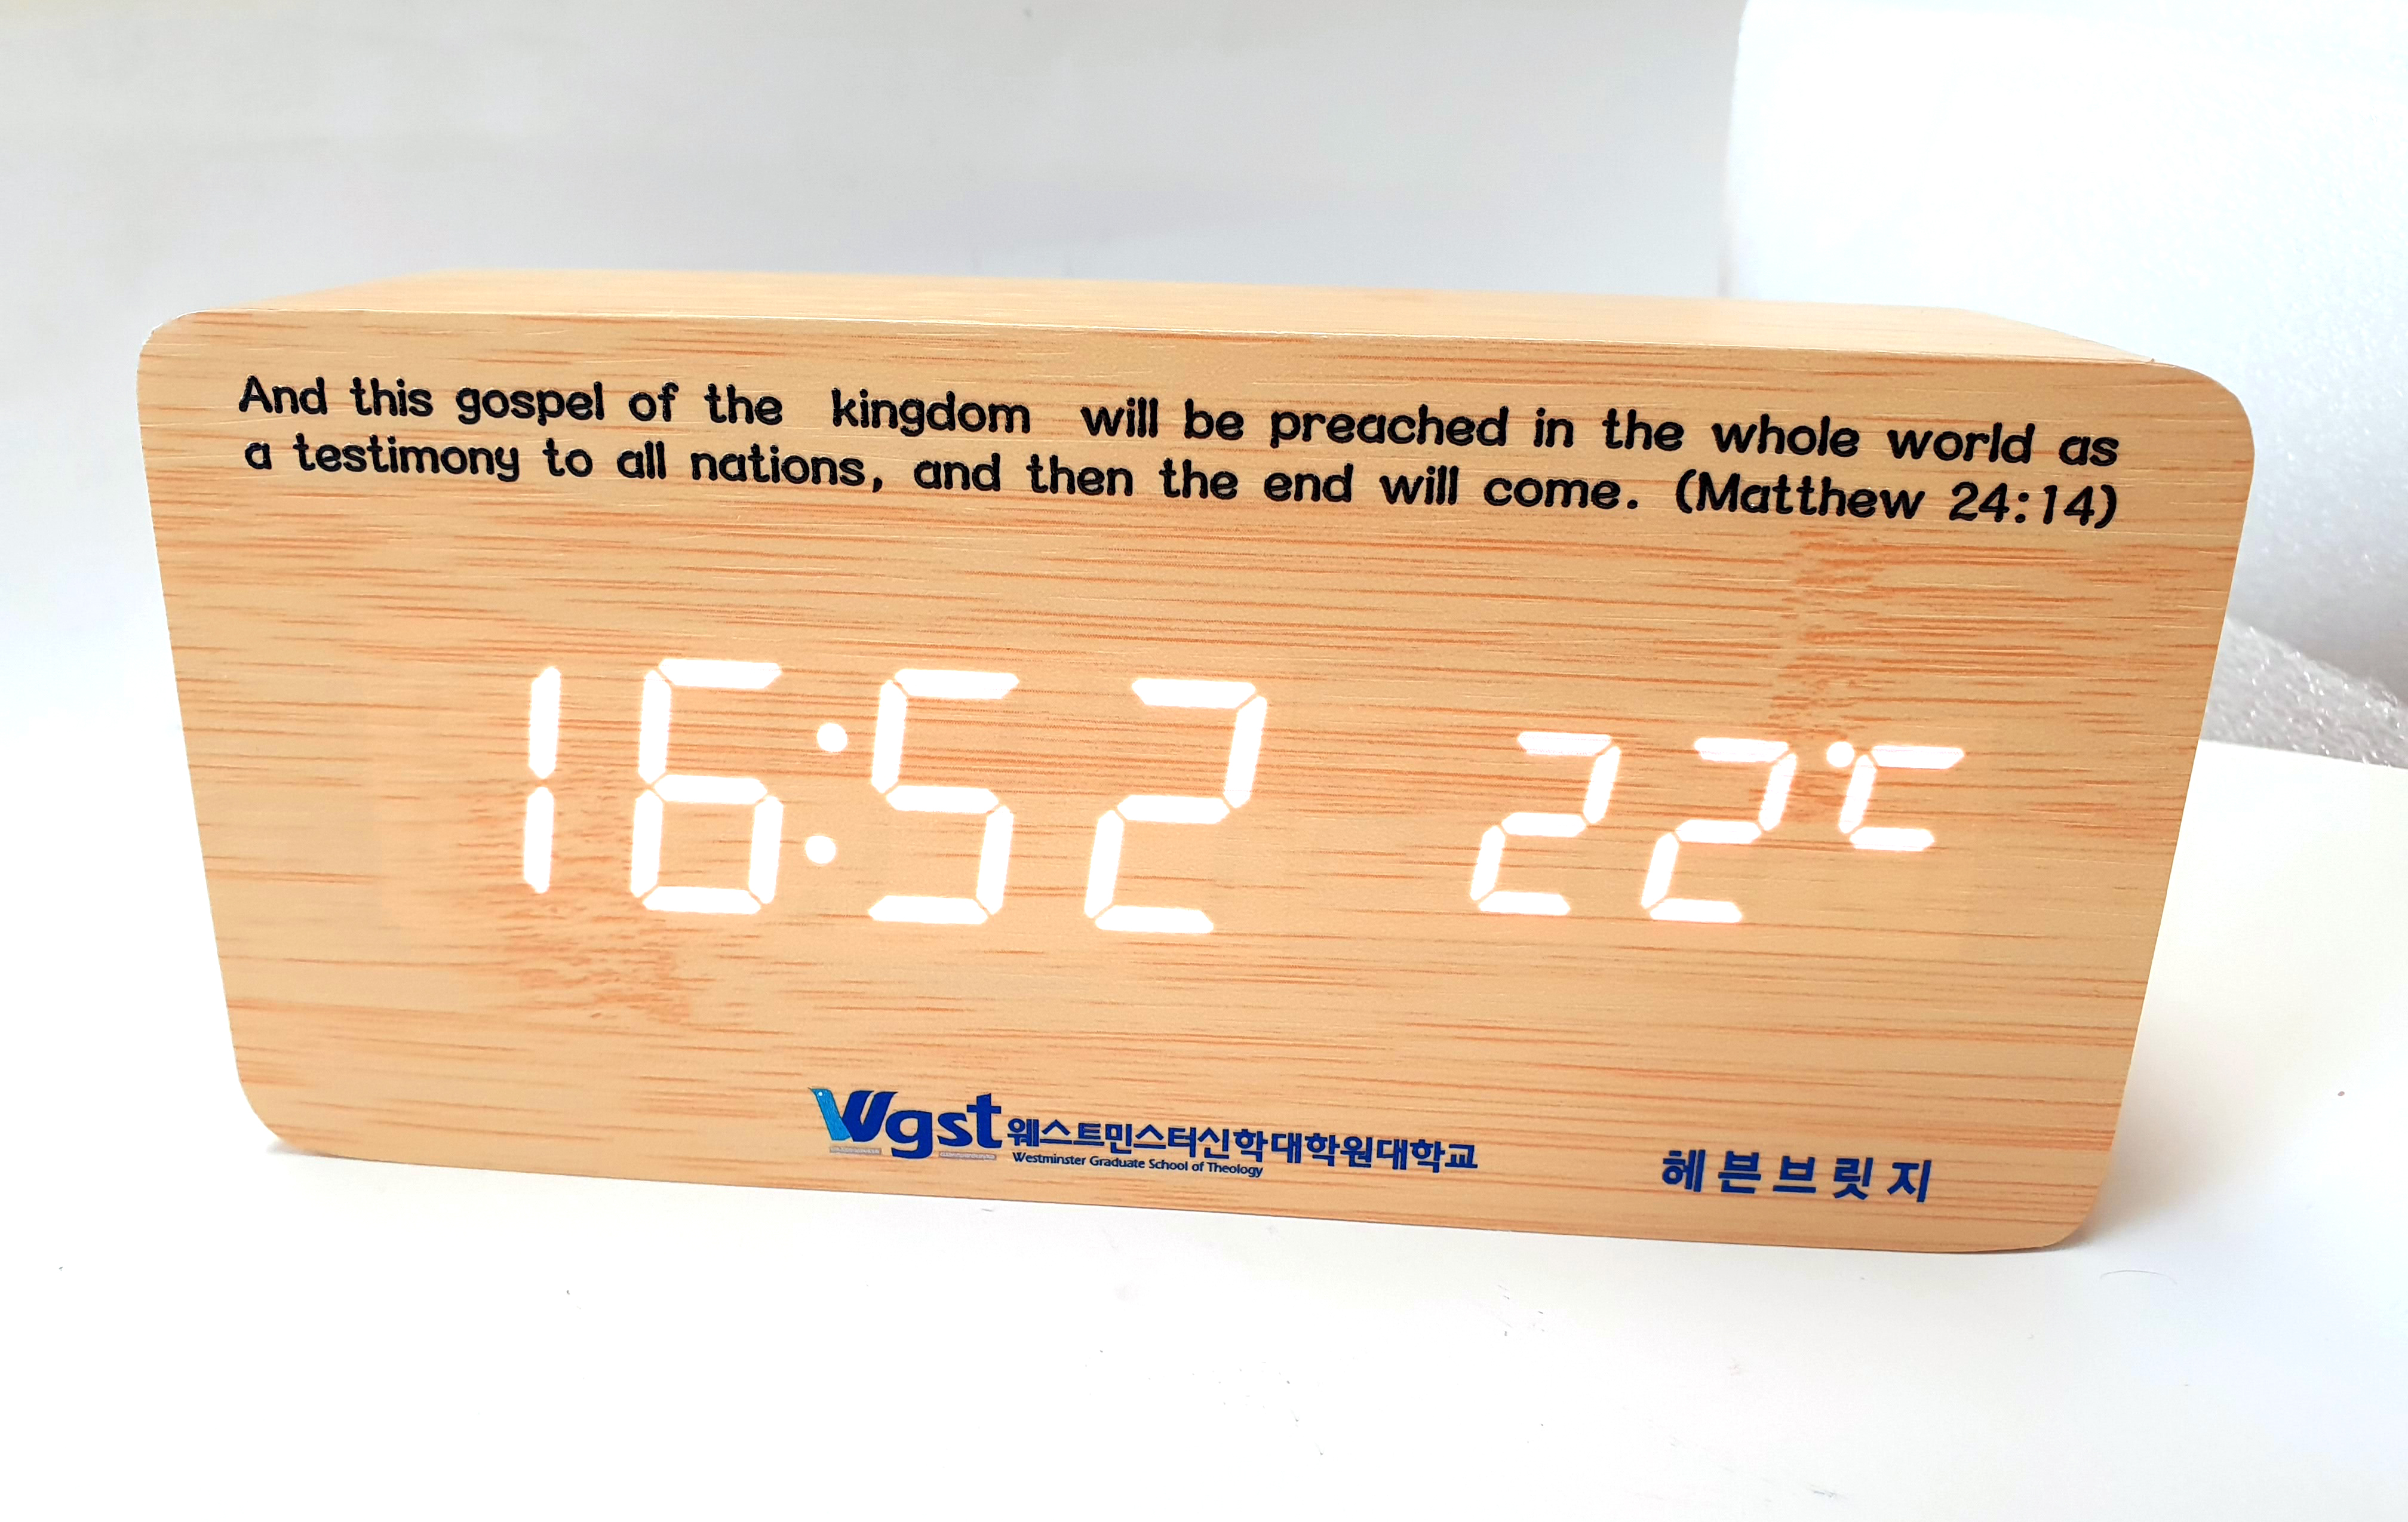 And this gospel of the kingdom will be preached in the whole world as
a testimony to all nations, and then the end will come. (Matthew 24:14)
16:52 22°C
Wgst 웨스트민스터신학대학원대학교
Westminster Graduate School of Theology
헤븐브릿지